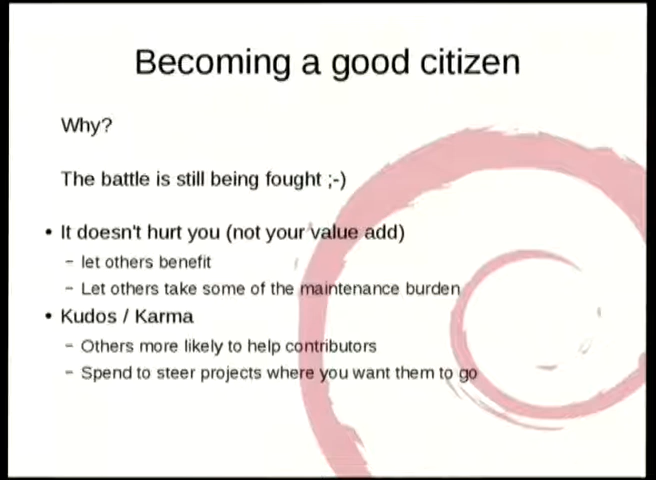 Becoming a good citizen
Why?
The battle is still being fought ;-)
• It doesn't hurt you (not your value add)
– let others benefit
– Let others take some of the maintenance burden
• Kudos / Karma
– Others more likely to help contributors
– Spend to steer projects where you want them to go